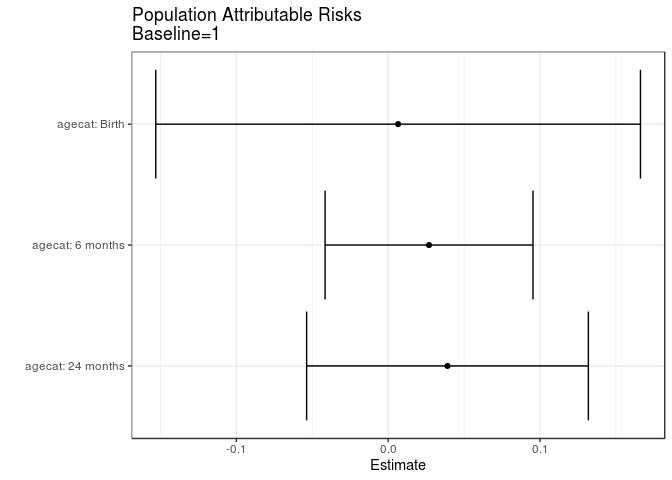 Population Attributable Risks
Baseline=1
agecat: Birth
agecat: 6 months
agecat: 24 months
-0.1 0.0 0.1
Estimate